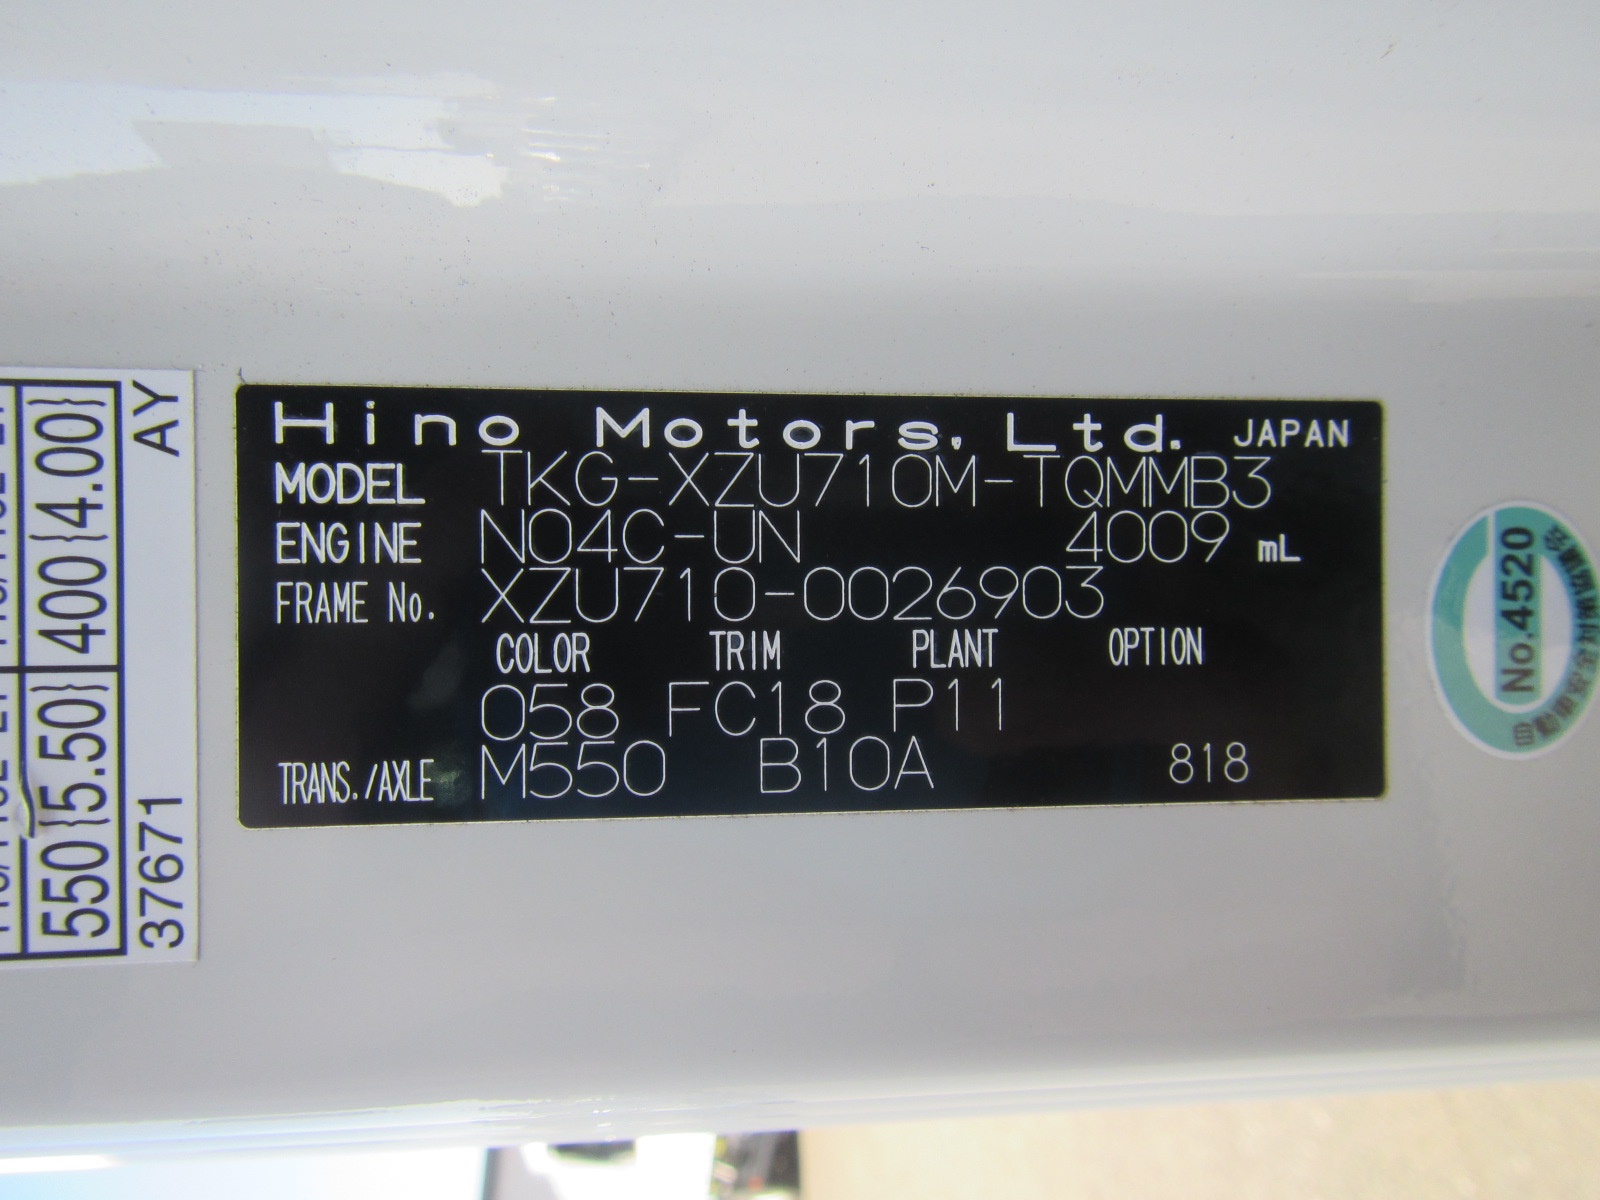 Hino Motors, Ltd. JAPAN
MODEL TKG-XZU710M-TQMMB3
ENGINE N04C-UN 4009 mL
FRAME No. XZU710-0026903
COLOR TRIM PLANT OPTION
058 FC18 P11
TRANS./AXLE M550 B10A 818
400 {4.00}
550 {5.50}
AY
37671
No.4520